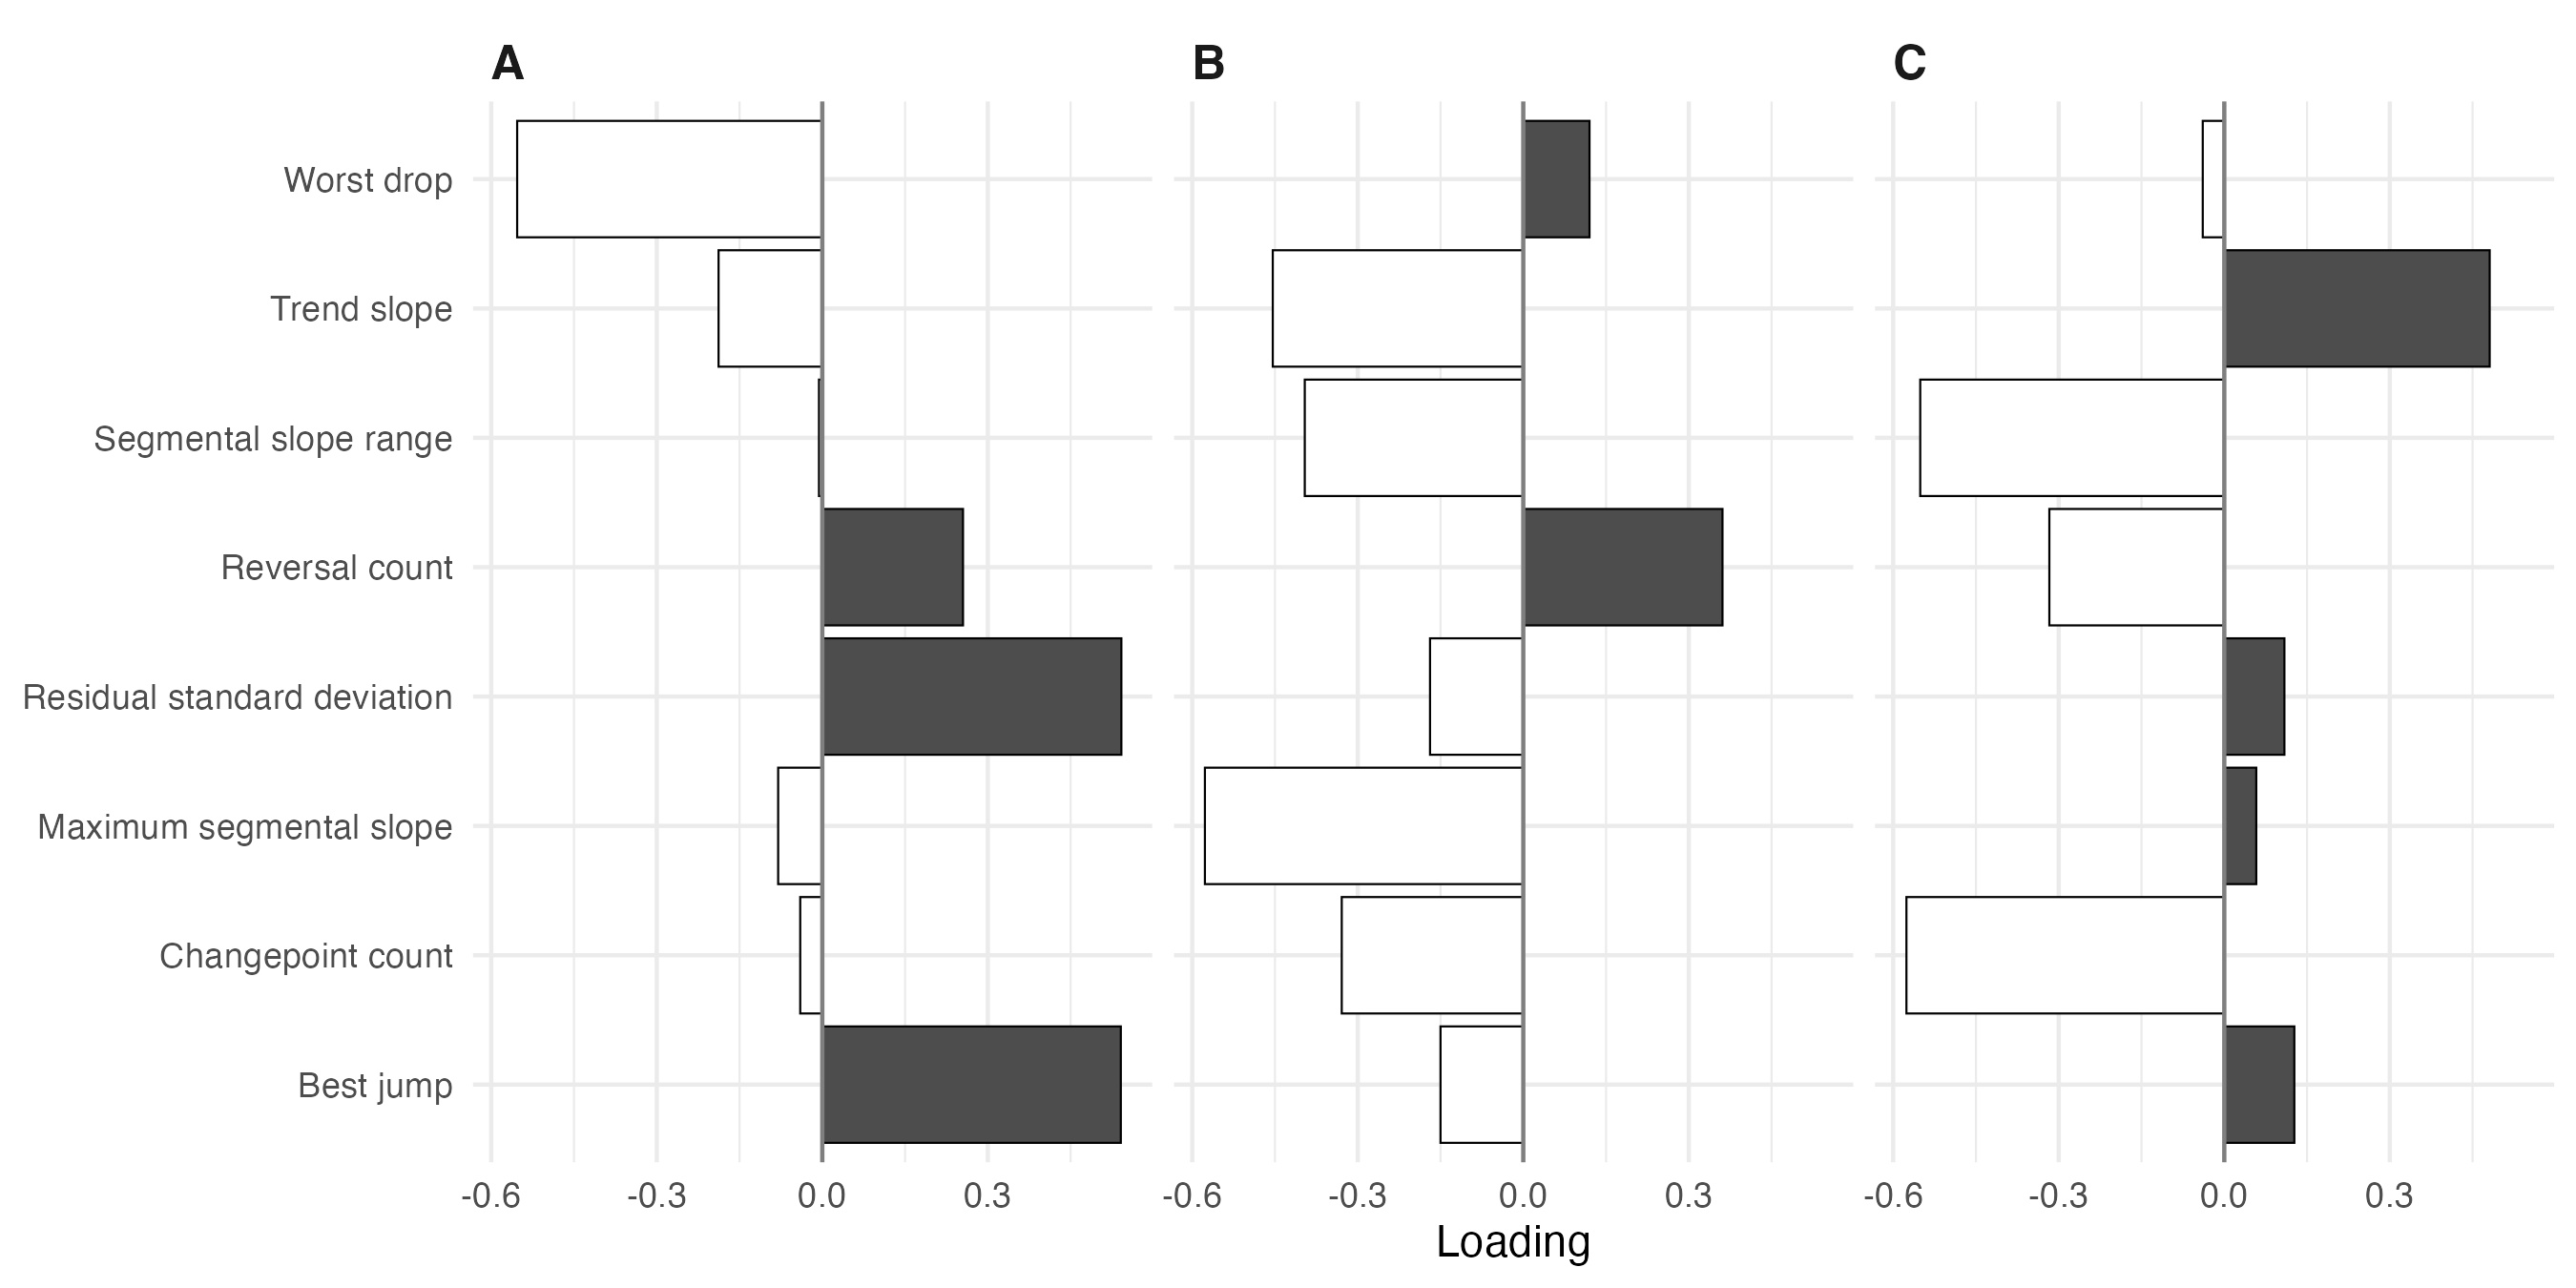 A B C
Worst drop
Trend slope
Segmental slope range
Reversal count
Residual standard deviation
Maximum segmental slope
Changepoint count
Best jump
-0.6 -0.3 0.0 0.3 -0.6 -0.3 0.0 0.3 -0.6 -0.3 0.0 0.3
Loading